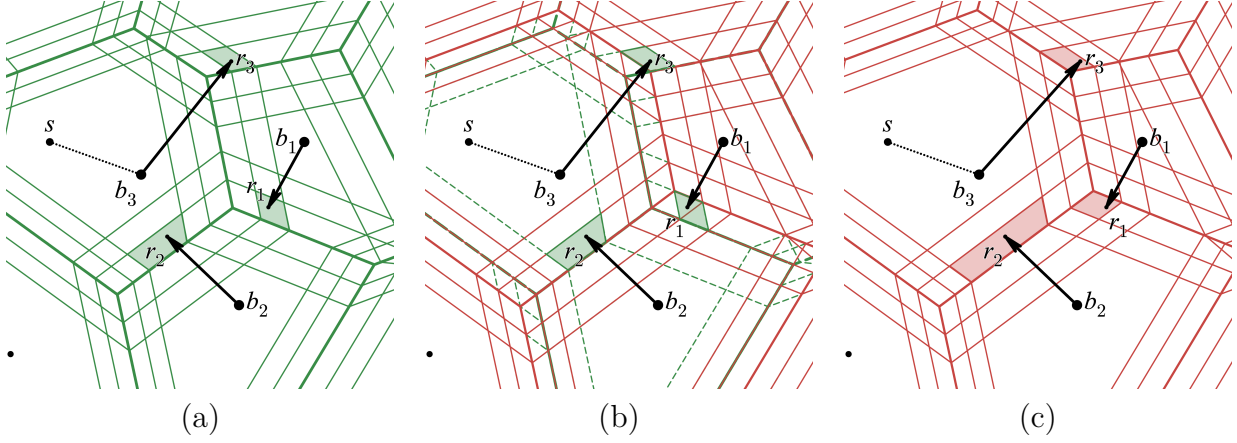 r₃
s
b₁
b₃
r₁
r₂
b₂
(a)
r₃
s
b₁
b₃
r₁
r₂
b₂
(b)
r₃
s
b₁
b₃
r₁
r₂
b₂
(c)